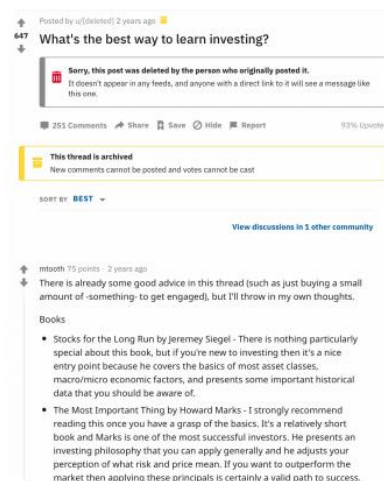 Posted by u/[deleted] 2 years ago
647
What's the best way to learn investing?
Sorry, this post was deleted by the person who originally posted it.
It doesn't appear in any feeds, and anyone with a direct link to it will see a message like
this one.
251 Comments Share Save Hide Report 93% Upvote
This thread is archived
New comments cannot be posted and votes cannot be cast
SORT BY BEST
View discussions in 1 other community
mtooth 75 points · 2 years ago
There is already some good advice in this thread (such as just buying a small
amount of -something- to get engaged), but I'll throw in my own thoughts.
Books
• Stocks for the Long Run by Jeremey Siegel - There is nothing particularly
special about this book, but if you're new to investing then it's a nice
entry point because he covers the basics of most asset classes,
macro/micro economic factors, and presents some important historical
data that you should be aware of.
• The Most Important Thing by Howard Marks - I strongly recommend
reading this once you have a grasp of the basics. It's a relatively short
book and Marks is one of the most successful investors. He presents an
investing philosophy that you can apply generally and he adjusts your
perception of what risk and price mean. If you want to outperform the
market then applying these principals is certainly a valid path to success.